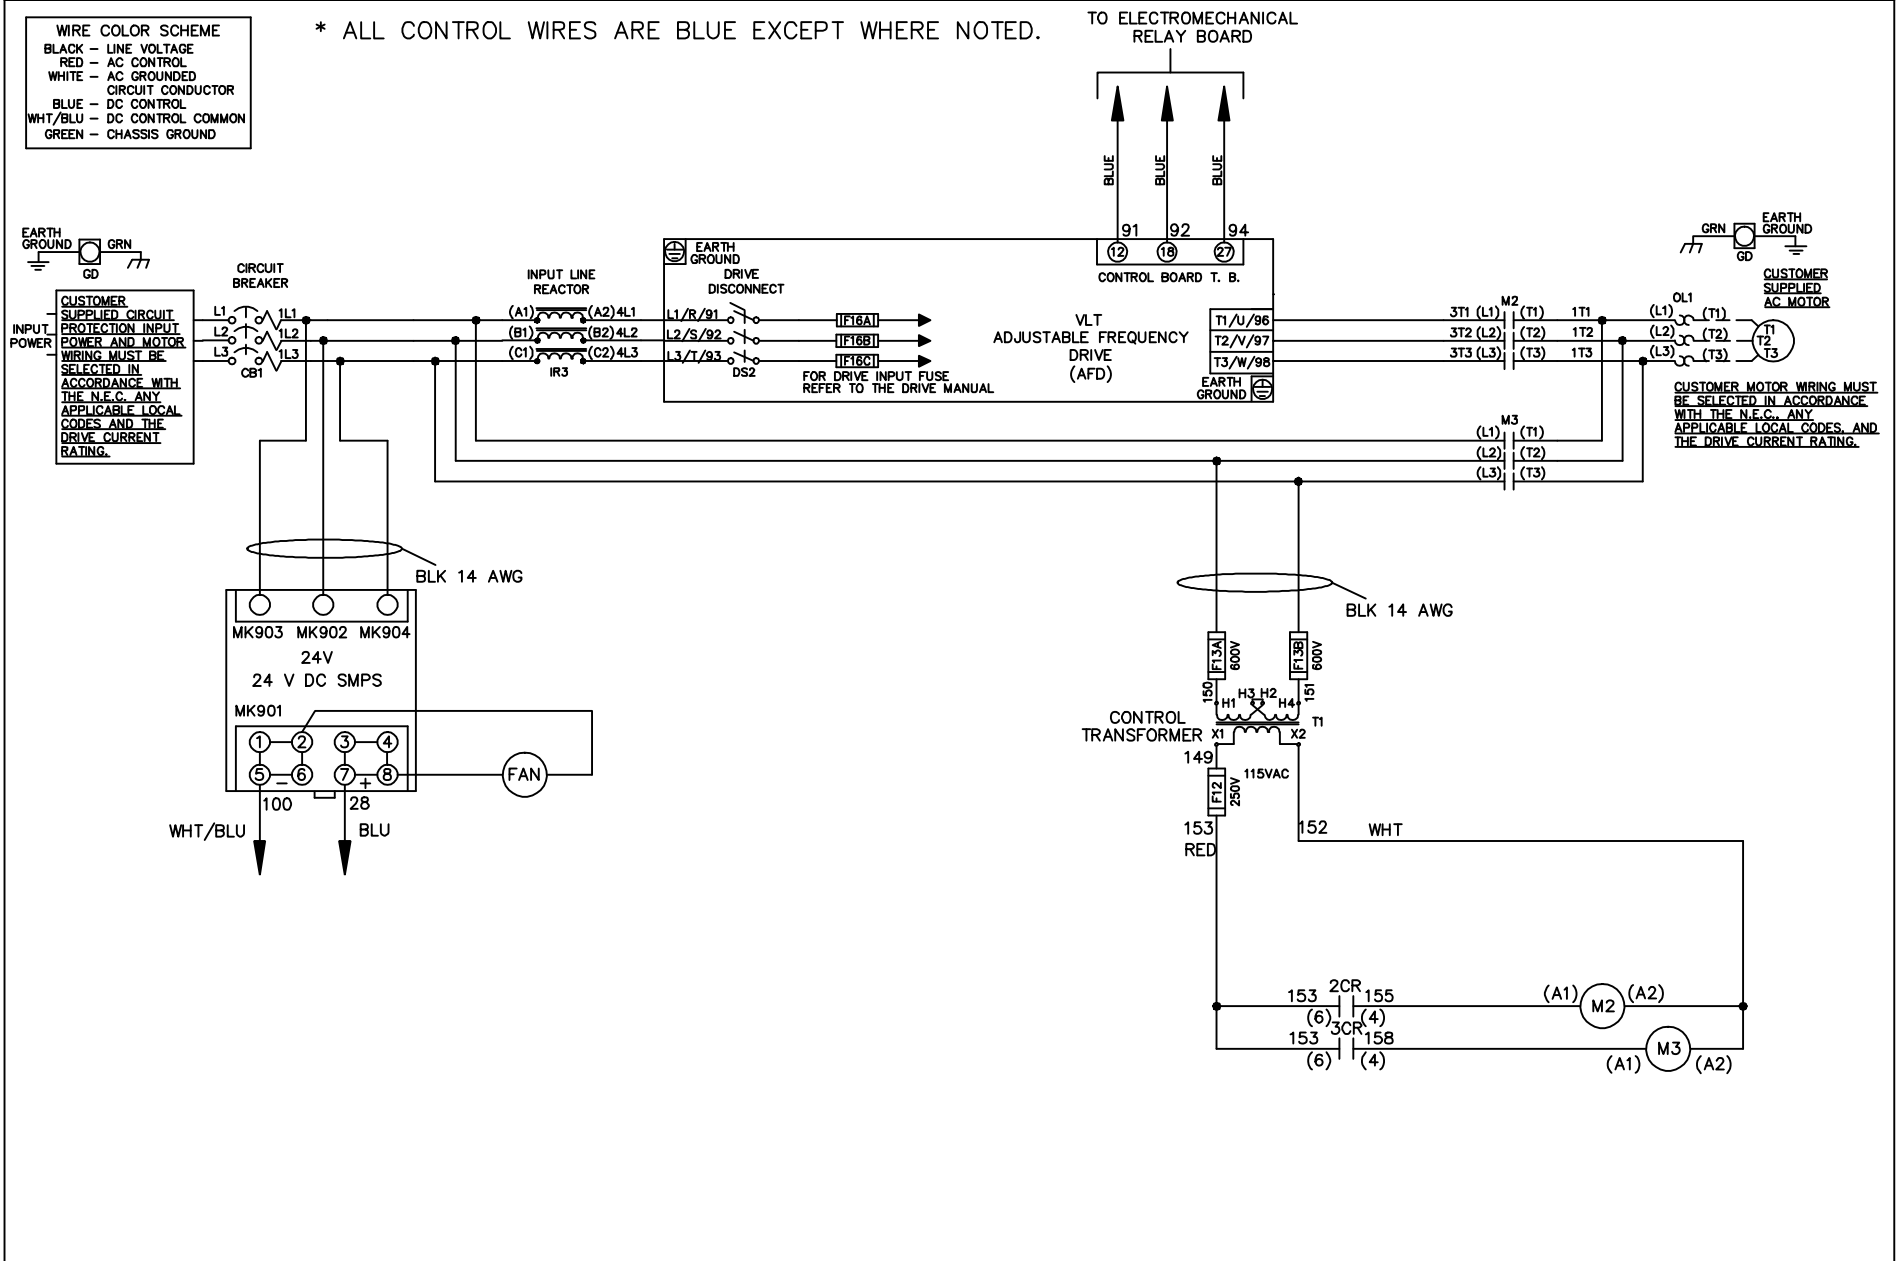 WIRE COLOR SCHEME
BLACK – LINE VOLTAGE
RED – AC CONTROL
WHITE – AC GROUNDED
CIRCUIT CONDUCTOR
BLUE – DC CONTROL
WHT/BLU – DC CONTROL COMMON
GREEN – CHASSIS GROUND
* ALL CONTROL WIRES ARE BLUE EXCEPT WHERE NOTED.
TO ELECTROMECHANICAL
RELAY BOARD
BLUE
BLUE
BLUE
91 92 94
12 18 27
CONTROL BOARD T. B.
EARTH
GROUND
GRN
GD
CUSTOMER
SUPPLIED CIRCUIT
PROTECTION INPUT
POWER AND MOTOR
WIRING MUST BE
SELECTED IN
ACCORDANCE WITH
THE N.E.C. ANY
APPLICABLE LOCAL
CODES AND THE
DRIVE CURRENT
RATING.
INPUT
POWER
CIRCUIT
BREAKER
L1 1L1
L2 1L2
L3 1L3
CB1
INPUT LINE
REACTOR
(A1) (A2) 4L1
(B1) (B2) 4L2
(C1) (C2) 4L3
IR3
EARTH
GROUND
DRIVE
DISCONNECT
L1/R/91
L2/S/92
L3/T/93
DS2
F16A
F16B
F16C
FOR DRIVE INPUT FUSE
REFER TO THE DRIVE MANUAL
VLT
ADJUSTABLE FREQUENCY
DRIVE
(AFD)
T1/U/96
T2/V/97
T3/W/98
EARTH
GROUND
M2
3T1 (L1) (T1) 1T1
3T2 (L2) (T2) 1T2
3T3 (L3) (T3) 1T3
OL1
(L1) (T1)
(L2) (T2)
(L3) (T3)
T1
T2
T3
GRN
GD
EARTH
GROUND
CUSTOMER
SUPPLIED
AC MOTOR
CUSTOMER MOTOR WIRING MUST
BE SELECTED IN ACCORDANCE
WITH THE N.E.C., ANY
APPLICABLE LOCAL CODES, AND
THE DRIVE CURRENT RATING.
M3
(L1) (T1)
(L2) (T2)
(L3) (T3)
BLK 14 AWG
MK903 MK902 MK904
24V
24 V DC SMPS
MK901
1 2 3 4
5 – 6 7 + 8
FAN
100 28
WHT/BLU BLU
BLK 14 AWG
F13A
600V
F13B
600V
150
151
H1 H3 H2 H4
T1
CONTROL
TRANSFORMER
X1 X2
149
115VAC
F12
250V
153
RED
152 WHT
2CR
153 155
(6) (4)
(A1) M2 (A2)
3CR
153 158
(6) (4)
(A1) M3 (A2)